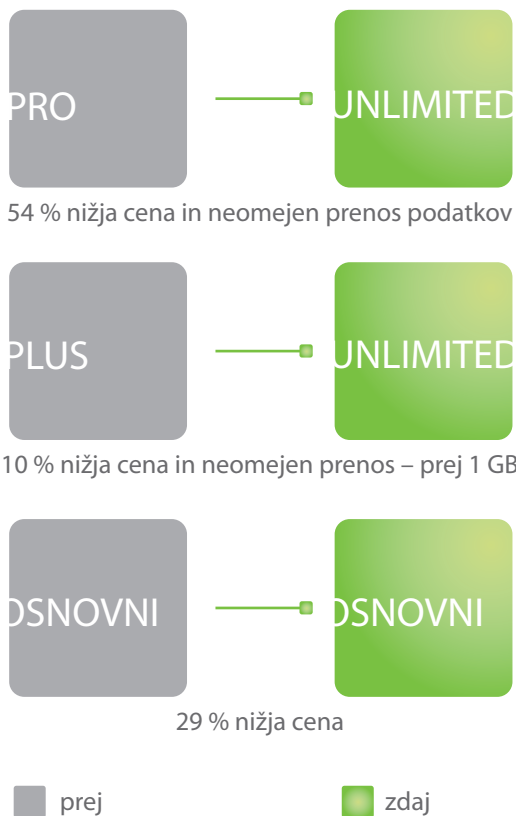 PRO
UNLIMITED
54 % nižja cena in neomejen prenos podatkov
PLUS
UNLIMITED
10 % nižja cena in neomejen prenos – prej 1 GB
OSNOVNI
OSNOVNI
29 % nižja cena
prej
zdaj